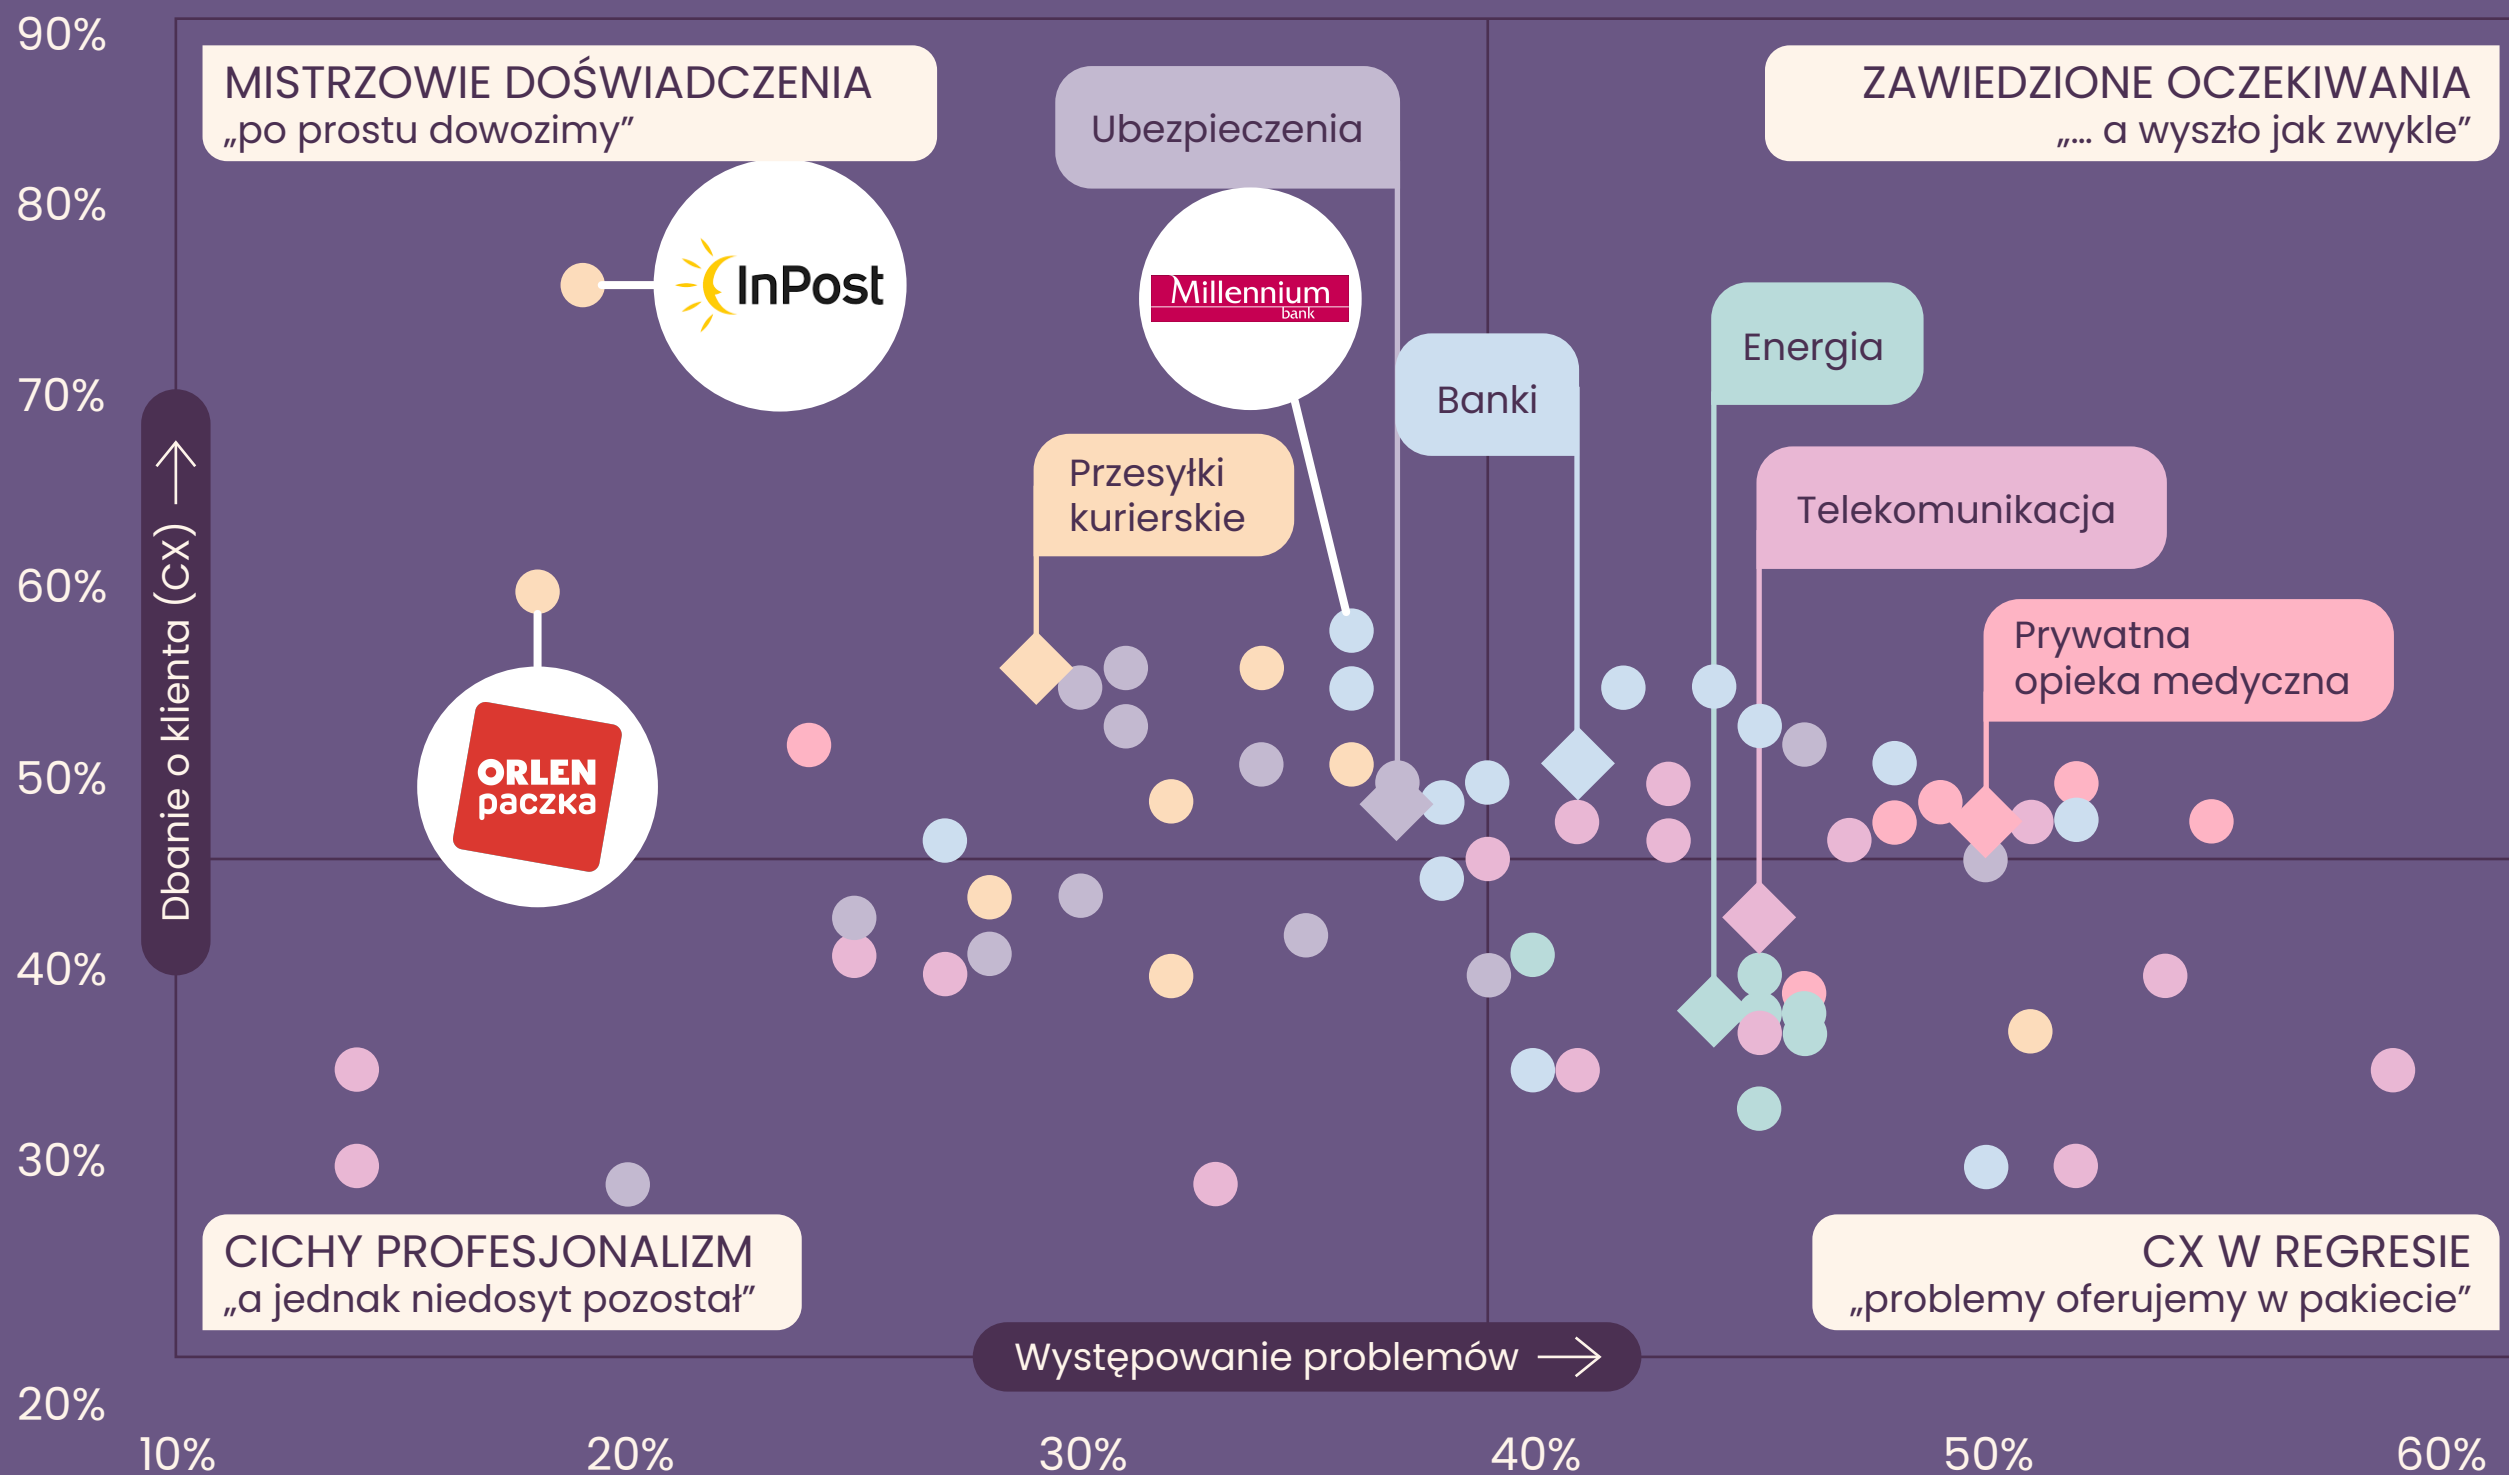 90%
80%
70%
60%
50%
40%
30%
20%
Dbanie o klienta (CX)
MISTRZOWIE DOŚWIADCZENIA
„po prostu dowozimy”
ZAWIEDZIONE OCZEKIWANIA
„... a wyszło jak zwykle”
Ubezpieczenia
InPost
Millennium
bank
Banki
Energia
Przesyłki
kurierskie
Telekomunikacja
Prywatna
opieka medyczna
ORLEN
paczka
CICHY PROFESJONALIZM
„a jednak niedosyt pozostał”
CX W REGRESIE
„problemy oferujemy w pakiecie”
Występowanie problemów
10%
20%
30%
40%
50%
60%